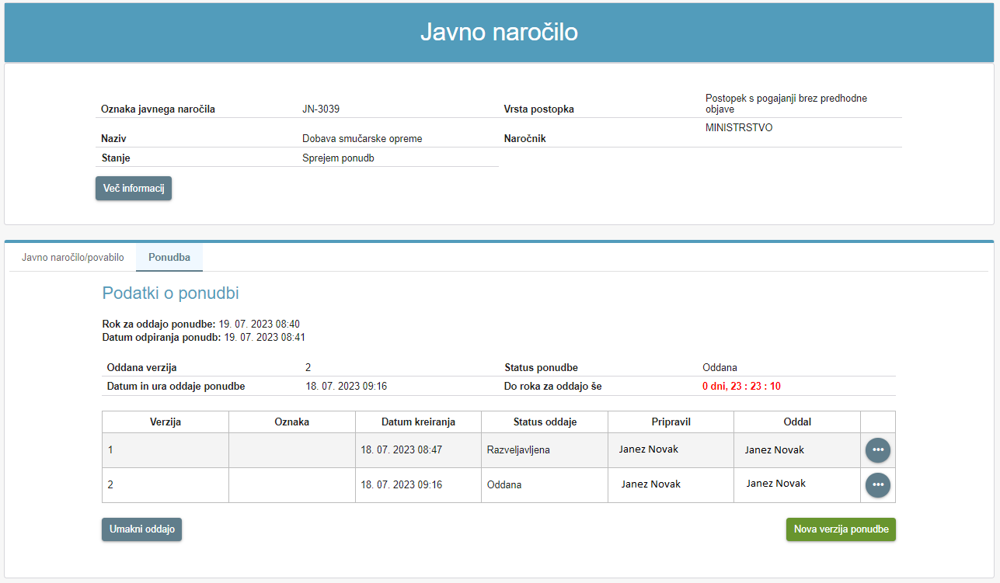 Javno naročilo
Oznaka javnega naročila JN-3039 Vrsta postopka Postopek s pogajanji brez predhodne
objave
Naziv Dobava smučarske opreme Naročnik MINISTRSTVO
Stanje Sprejem ponudb
Več informacij
Javno naročilo/povabilo Ponudba
Podatki o ponudbi
Rok za oddajo ponudbe: 19. 07. 2023 08:40
Datum odpiranja ponudb: 19. 07. 2023 08:41
Oddana verzija 2 Status ponudbe Oddana
Datum in ura oddaje ponudbe 18. 07. 2023 09:16 Do roka za oddajo še 0 dni, 23 : 23 : 10
Verzija Oznaka Datum kreiranja Status oddaje Pripravil Oddal
1 18. 07. 2023 08:47 Razveljavljena Janez Novak Janez Novak
2 18. 07. 2023 09:16 Oddana Janez Novak Janez Novak
Umakni oddajo Nova verzija ponudbe